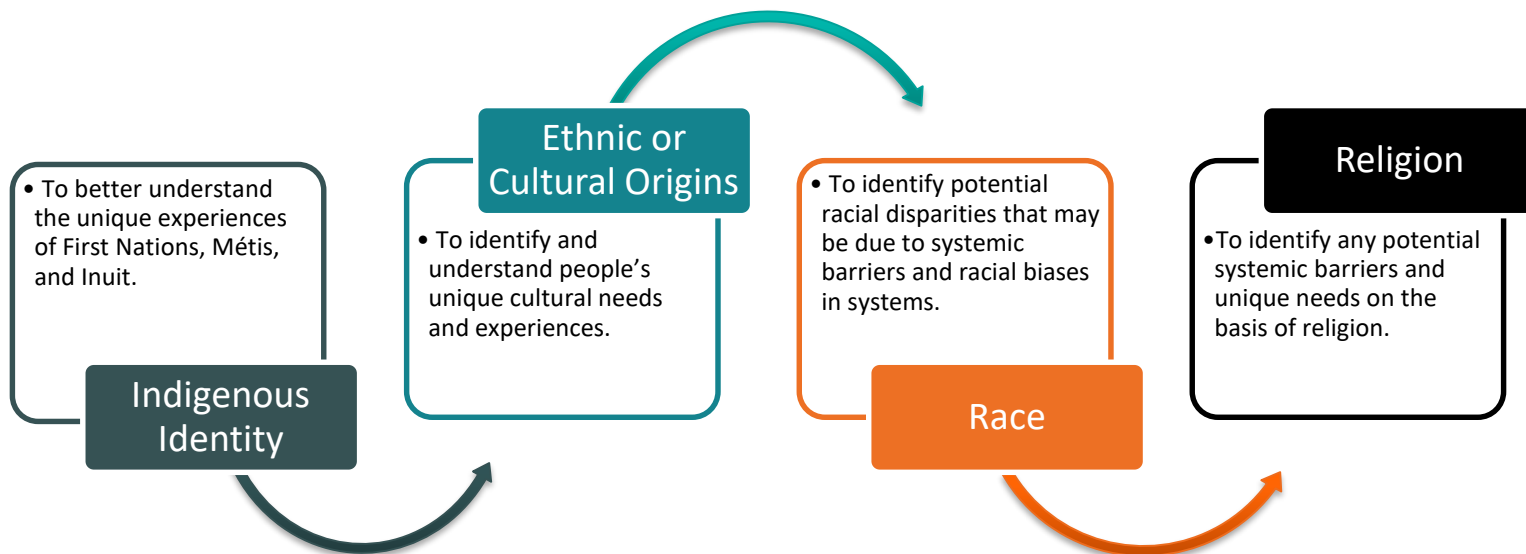 • To better understand
the unique experiences
of First Nations, Métis,
and Inuit.
Indigenous
Identity
Ethnic or
Cultural Origins
• To identify and
understand people’s
unique cultural needs
and experiences.
• To identify potential
racial disparities that may
be due to systemic
barriers and racial biases
in systems.
Race
Religion
•To identify any potential
systemic barriers and
unique needs on the
basis of religion.